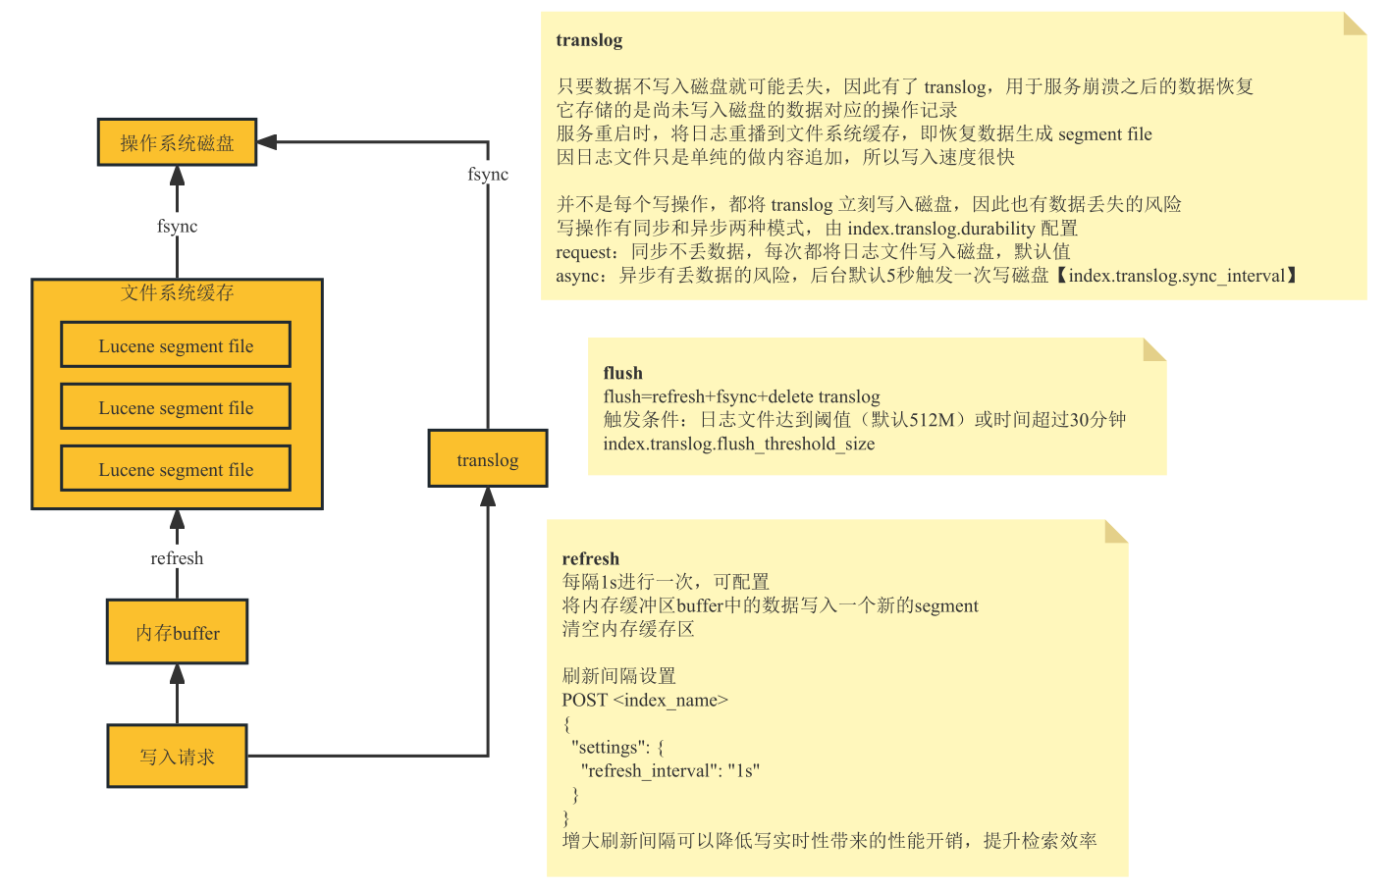 操作系统磁盘
fsync
fsync
文件系统缓存
Lucene segment file
Lucene segment file
Lucene segment file
translog
refresh
内存buffer
写入请求
translog
只要数据不写入磁盘就可能丢失，因此有了 translog，用于服务崩溃之后的数据恢复
它存储的是尚未写入磁盘的数据对应的操作记录
服务重启时，将日志重播到文件系统缓存，即恢复数据生成 segment file
因日志文件只是单纯的做内容追加，所以写入速度很快
并不是每个写操作，都将 translog 立刻写入磁盘，因此也有数据丢失的风险
写操作有同步和异步两种模式，由 index.translog.durability 配置
request：同步不丢数据，每次都将日志文件写入磁盘，默认值
async：异步有丢数据的风险，后台默认5秒触发一次写磁盘【index.translog.sync_interval】
flush
flush=refresh+fsync+delete translog
触发条件：日志文件达到阈值（默认512M）或时间超过30分钟
index.translog.flush_threshold_size
refresh
每隔1s进行一次，可配置
将内存缓冲区buffer中的数据写入一个新的segment
清空内存缓存区
刷新间隔设置
POST <index_name>
{
"settings": {
"refresh_interval": "1s"
}
}
增大刷新间隔可以降低写实时性带来的性能开销，提升检索效率